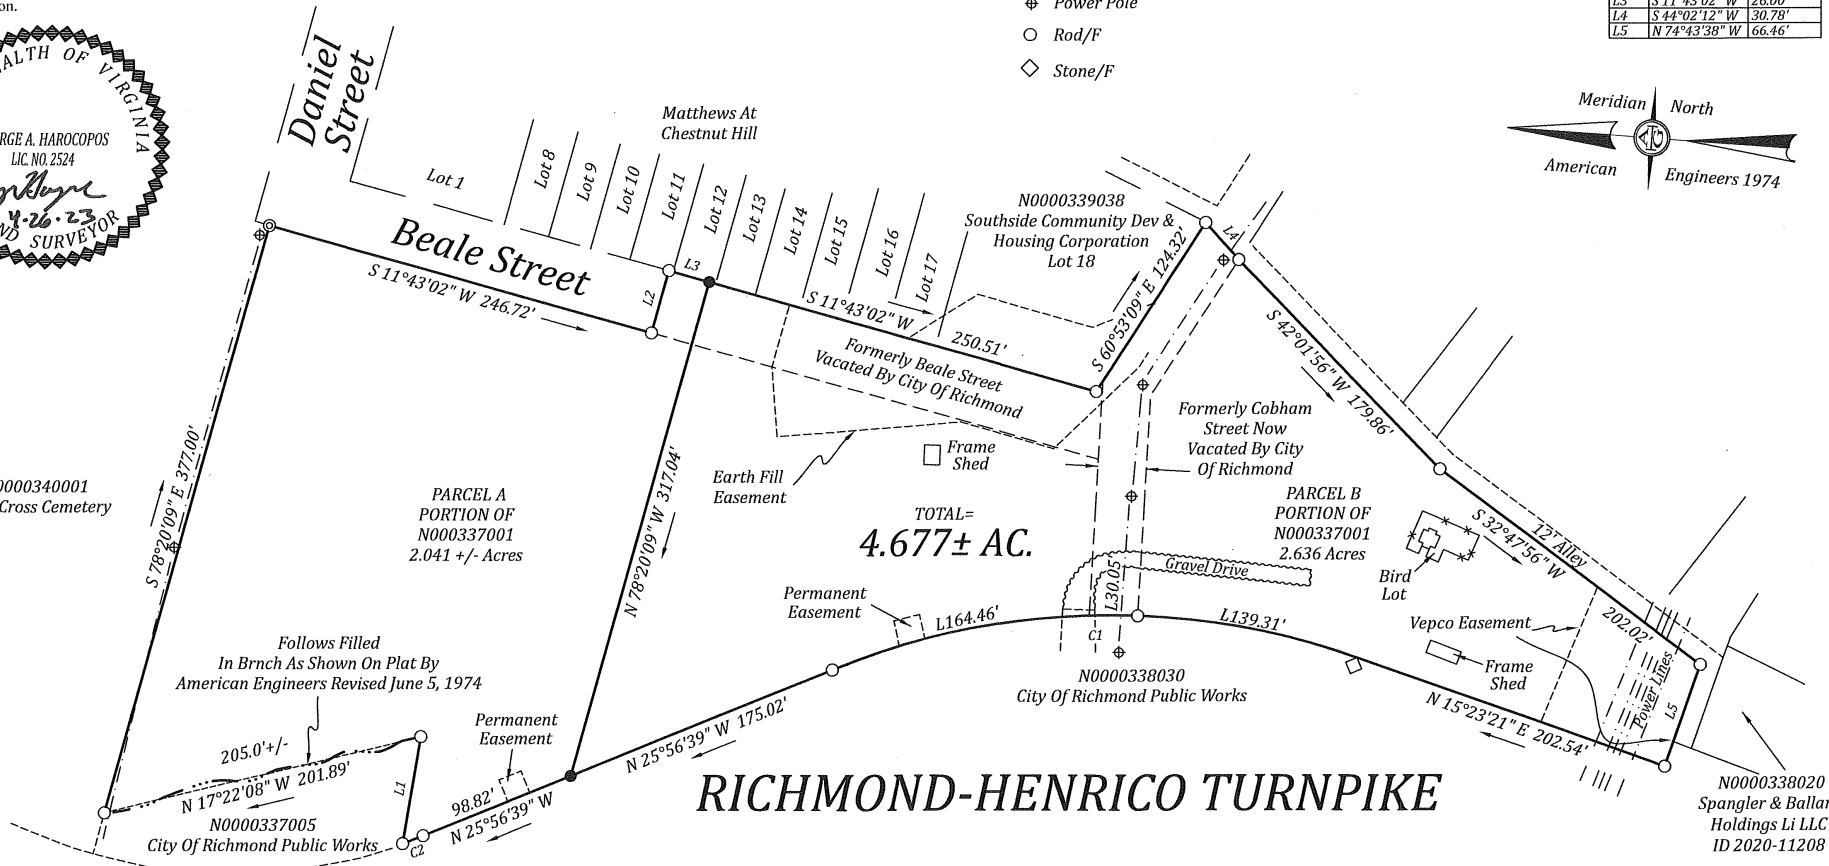 on.
Power Pole
Rod/F
Stone/F
L3 S 11°43'02" W 26.00'
L4 S 44°02'12" W 30.78'
L5 N 74°43'38" W 66.46'
ALTH OF VIRGINIA
RGE A. HAROCOPOS
LIC. NO. 2524
4-26-23
ND SURVEYOR
Daniel
Street
Matthews At
Chestnut Hill
Meridian North
American Engineers 1974
Lot 1
Lot 8
Lot 9
Lot 10
Lot 11
Lot 12
Lot 13
Lot 14
Lot 15
Lot 16
Lot 17
N0000339038
Southside Community Dev &
Housing Corporation
Lot 18
Beale Street
S 11°43'02" W 246.72'
L2
L3
L4
S 11°43'02" W 250.51'
S 60°53'09" E 124.32'
Formerly Beale Street
Vacated By City Of Richmond
S 42°01'56" W 179.86'
Formerly Cobham
Street Now
Vacated By City
Of Richmond
Frame
Shed
Earth Fill
Easement
0000340001
Cross Cemetery
S 78°20'09" E 377.00'
PARCEL A
PORTION OF
N000337001
2.041 +/- Acres
N 78°20'09" W 317.04'
TOTAL=
4.677± AC.
PARCEL B
PORTION OF
N000337001
2.636 Acres
S 32°47'56" W 202.02'
12' Alley
Bird
Lot
Gravel Drive
L30.05'
Permanent
Easement
L164.46'
C1
L139.31'
Vepco Easement
Frame
Shed
Power Lines
L5
Follows Filled
In Brnch As Shown On Plat By
American Engineers Revised June 5, 1974
N0000338030
City Of Richmond Public Works
N 15°23'21" E 202.54'
Permanent
Easement
205.0'+/-
N 17°22'08" W 201.89'
L1
N 25°56'39" W 175.02'
98.82'
N 25°56'39" W
C2
N0000337005
City Of Richmond Public Works
RICHMOND-HENRICO TURNPIKE
N0000338020
Spangler & Balla
Holdings Li LLC
ID 2020-11208